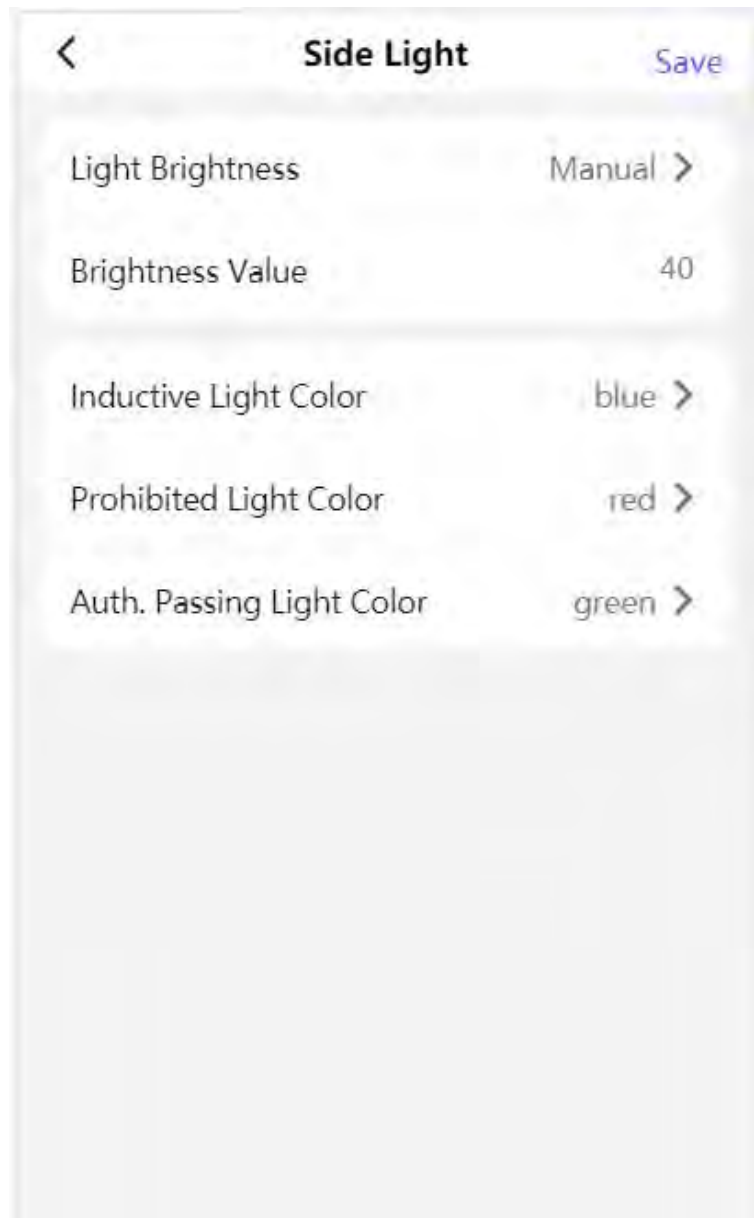 Side Light
Save
Light Brightness Manual
Brightness Value 40
Inductive Light Color blue
Prohibited Light Color red
Auth. Passing Light Color green